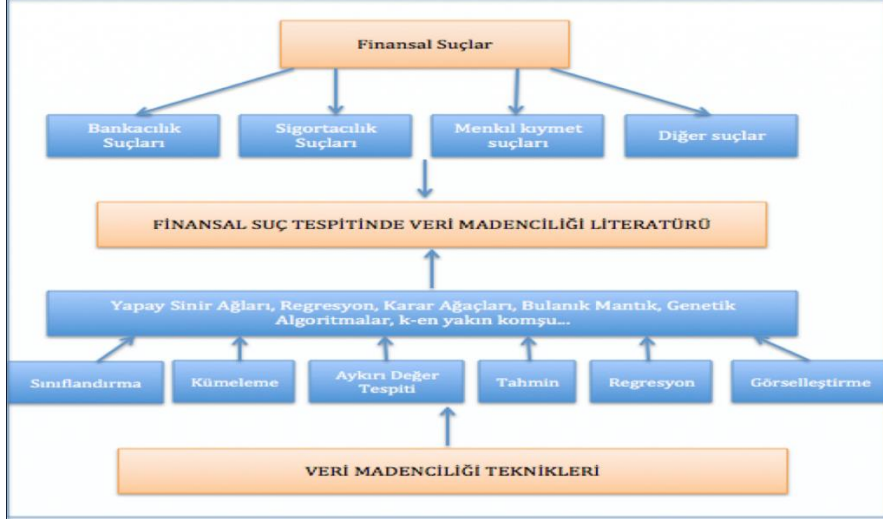 Finansal Suçlar
Bankacılık
Suçları
Sigortacılık
Suçları
Menkıl kıymet
suçları
Diğer suçlar
FİNANSAL SUÇ TESPİTİNDE VERİ MADENCİLİĞİ LİTERATÜRÜ
Yapay Sinir Ağları, Regresyon, Karar Ağaçları, Bulanık Mantık, Genetik
Algoritmalar, k-en yakın komşu...
Sınıflandırma
Kümeleme
Aykırı Değer
Tespiti
Tahmin
Regresyon
Görselleştirme
VERİ MADENCİLİĞİ TEKNİKLERİ